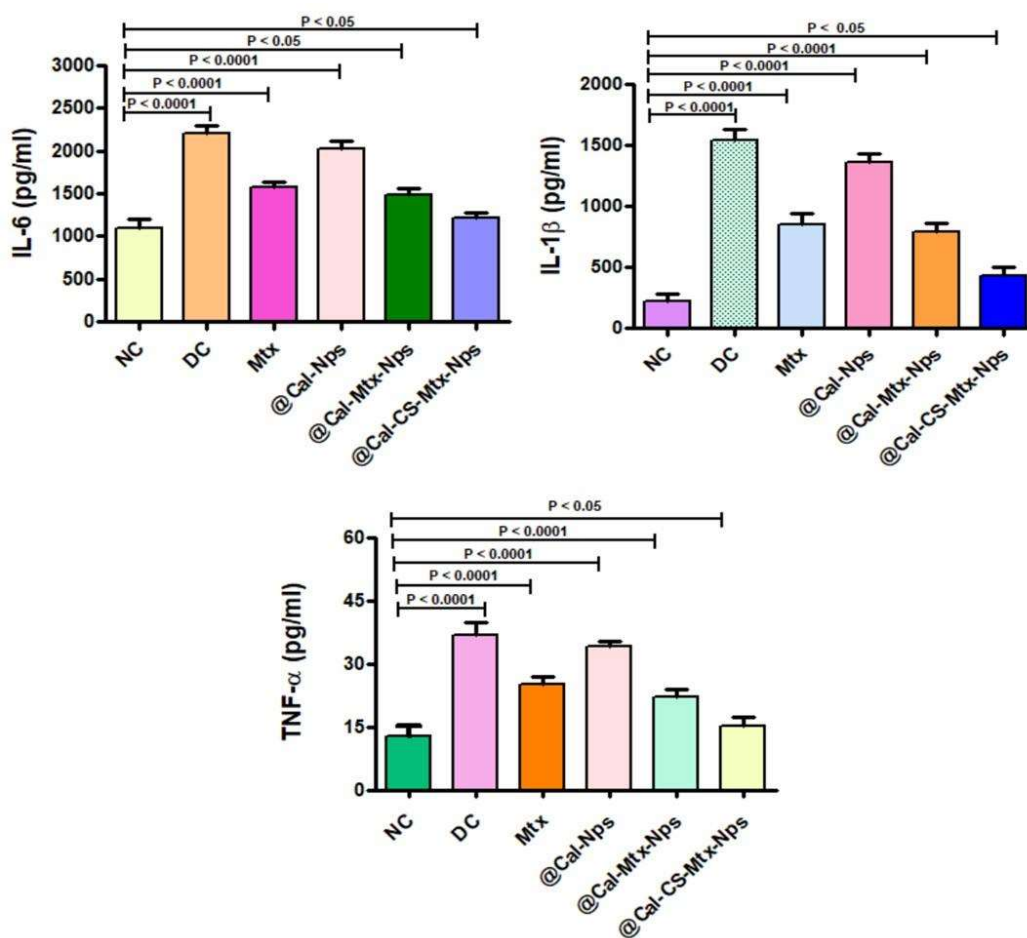 P < 0.05
P < 0.05
P < 0.0001
P < 0.0001
P < 0.0001
IL-6 (pg/ml)
3000
2500
2000
1500
1000
500
0
NC
DC
Mtx
@Cal-Nps
@Cal-Mtx-Nps
@Cal-CS-Mtx-Nps
P < 0.05
P < 0.0001
P < 0.0001
P < 0.0001
P < 0.0001
IL-1β (pg/ml)
2000
1500
1000
500
0
NC
DC
Mtx
@Cal-Nps
@Cal-Mtx-Nps
@Cal-CS-Mtx-Nps
P < 0.05
P < 0.0001
P < 0.0001
P < 0.0001
P < 0.0001
TNF-α (pg/ml)
60
45
30
15
0
NC
DC
Mtx
@Cal-Nps
@Cal-Mtx-Nps
@Cal-CS-Mtx-Nps